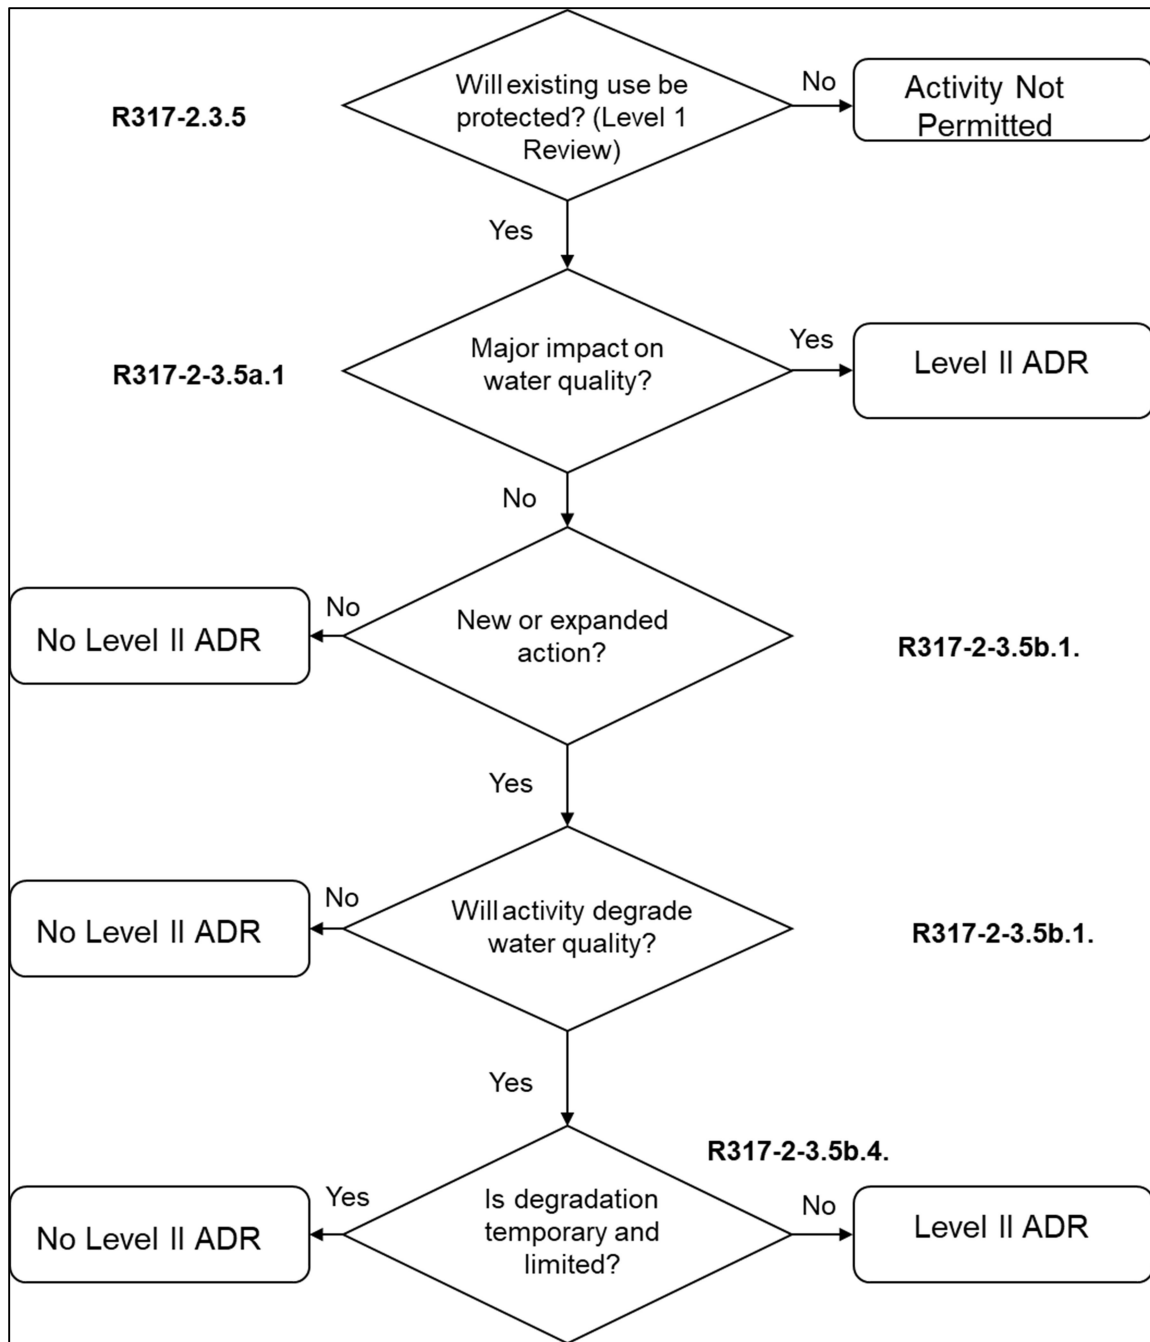 R317-2.3.5
Will existing use be
protected? (Level 1
Review)
No
Activity Not
Permitted
Yes
R317-2-3.5a.1
Major impact on
water quality?
Yes
Level II ADR
No
No Level II ADR
No
New or expanded
action?
R317-2-3.5b.1.
Yes
No Level II ADR
No
Will activity degrade
water quality?
R317-2-3.5b.1.
Yes
R317-2-3.5b.4.
No Level II ADR
Yes
Is degradation
temporary and
limited?
No
Level II ADR